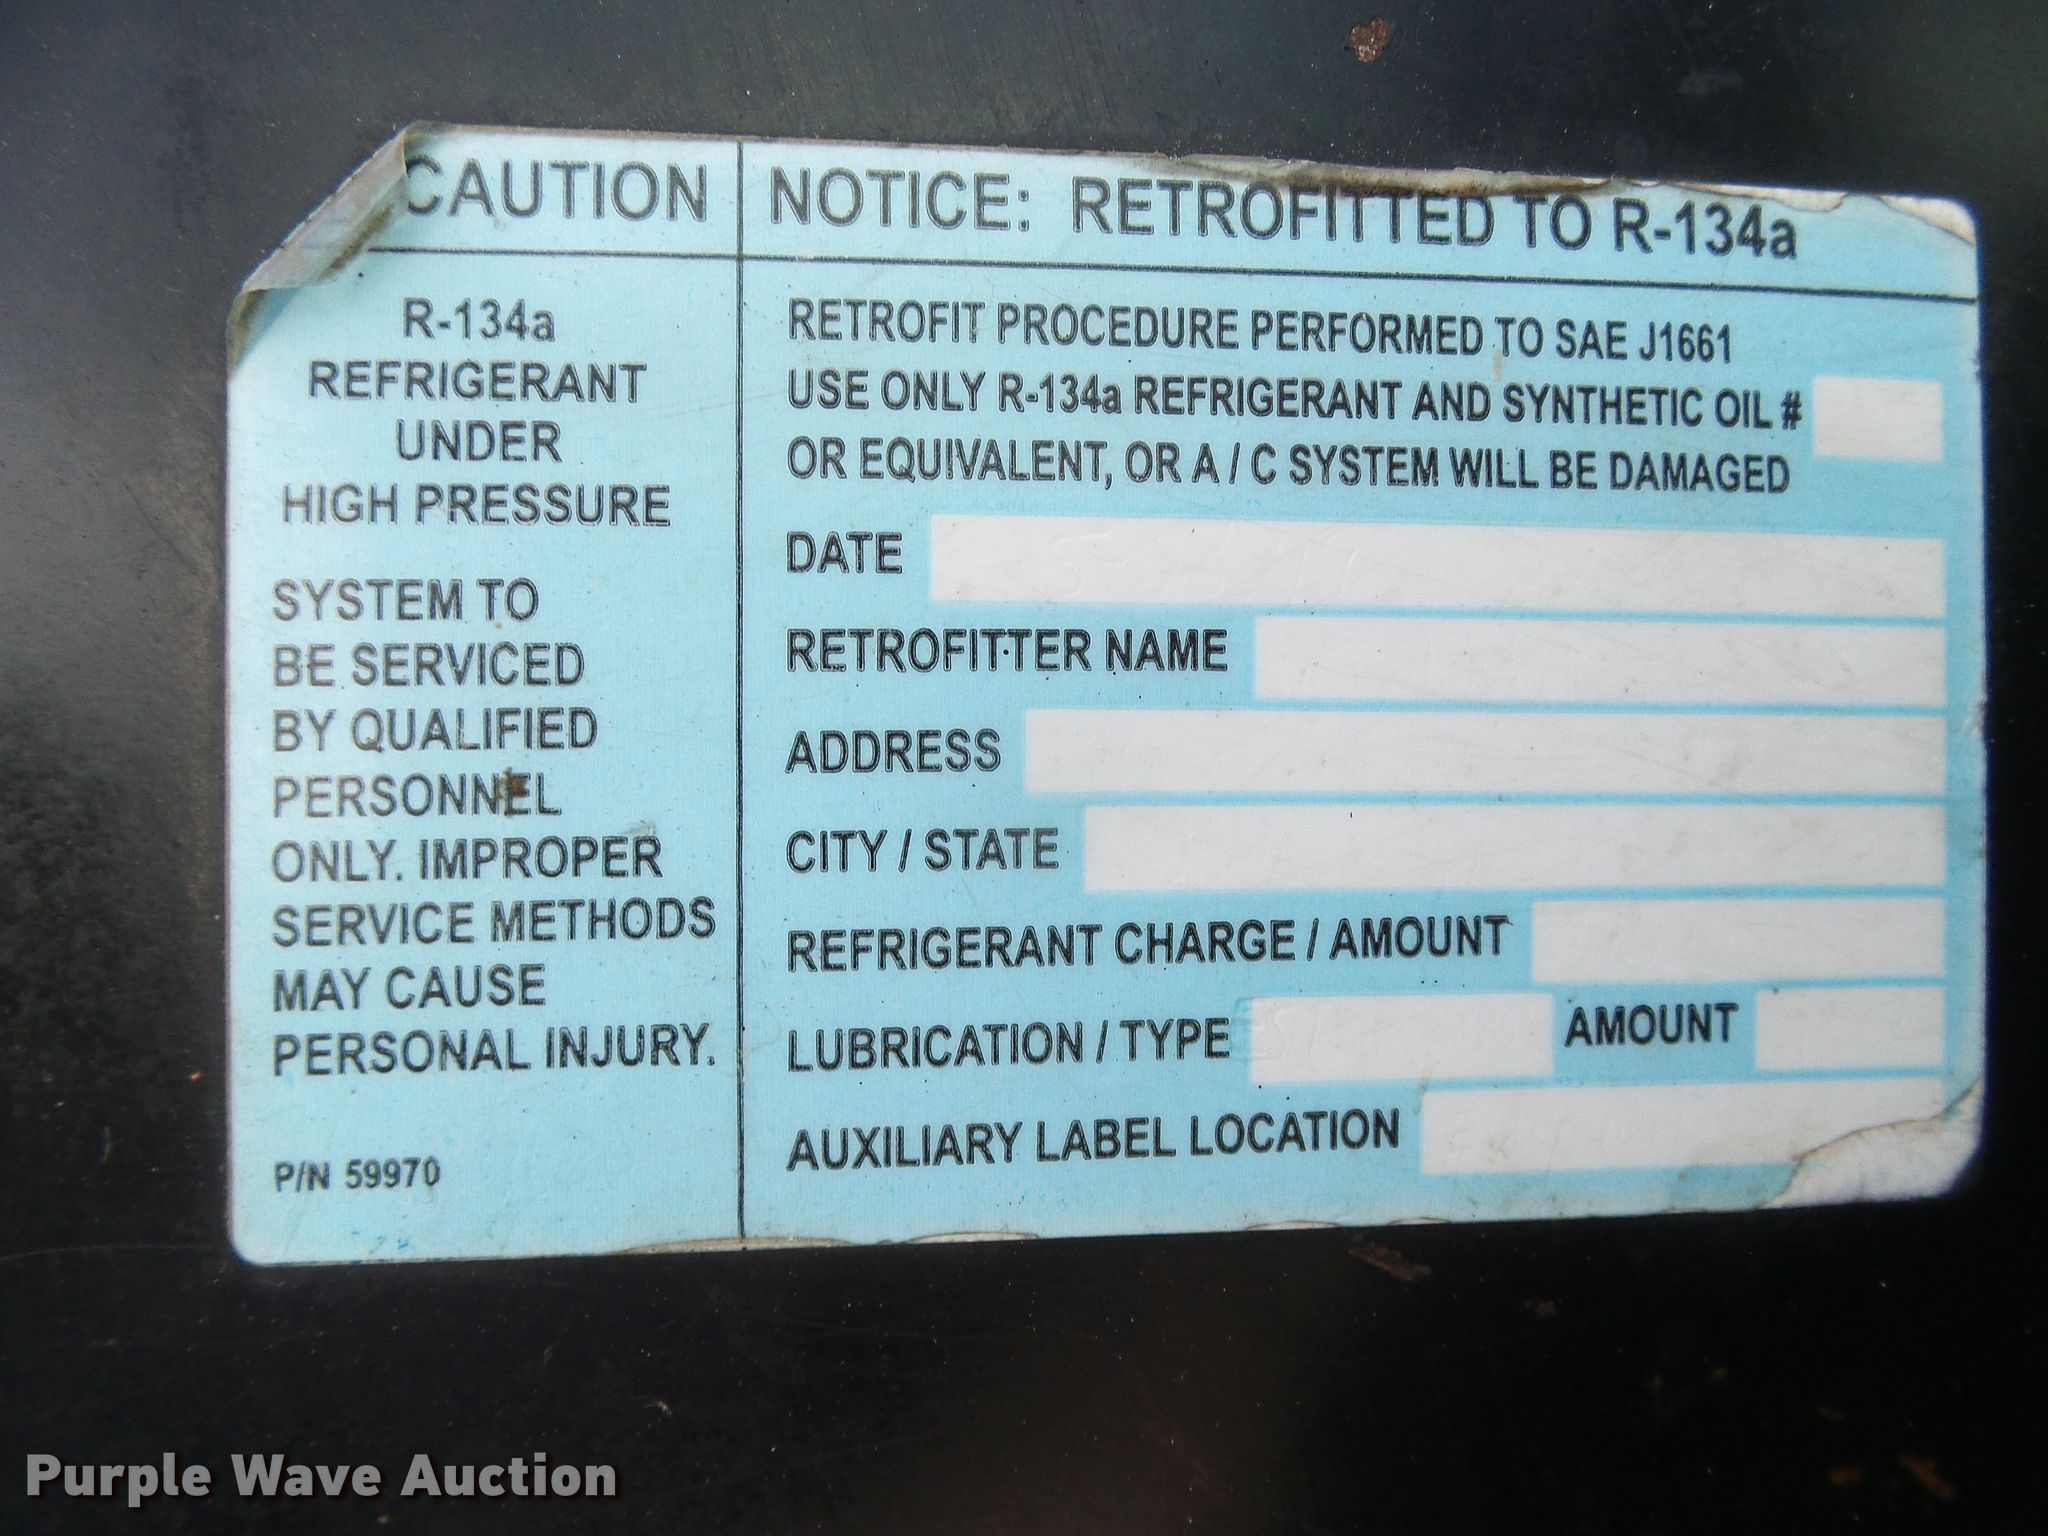 CAUTION
R-134a
REFRIGERANT
UNDER
HIGH PRESSURE
SYSTEM TO
BE SERVICED
BY QUALIFIED
PERSONNEL
ONLY. IMPROPER
SERVICE METHODS
MAY CAUSE
PERSONAL INJURY.
P/N 59970
NOTICE: RETROFITTED TO R-134a
RETROFIT PROCEDURE PERFORMED TO SAE J1661
USE ONLY R-134a REFRIGERANT AND SYNTHETIC OIL #
OR EQUIVALENT, OR A / C SYSTEM WILL BE DAMAGED
DATE
RETROFITTER NAME
ADDRESS
CITY / STATE
REFRIGERANT CHARGE / AMOUNT
LUBRICATION / TYPE AMOUNT
AUXILIARY LABEL LOCATION
Purple Wave Auction